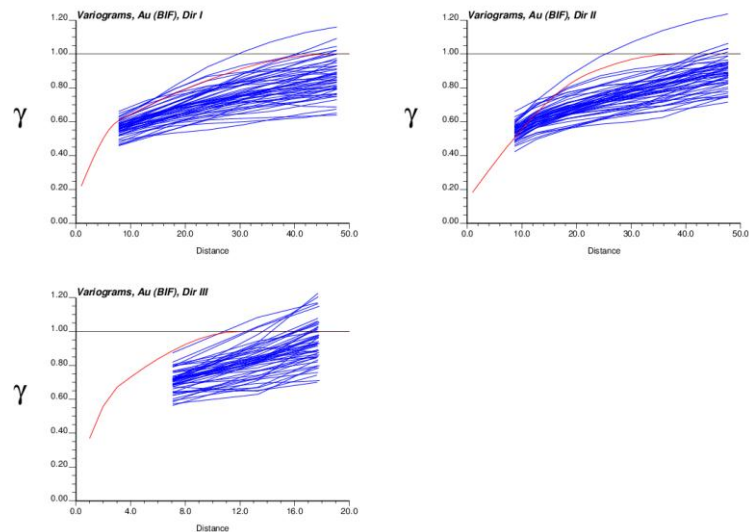 Variograms, Au (BIF), Dir I
1.20
1.00
0.80
0.60
0.40
0.20
0.00
γ
0.0 10.0 20.0 30.0 40.0 50.0
Distance
Variograms, Au (BIF), Dir II
1.20
1.00
0.80
0.60
0.40
0.20
0.00
γ
0.0 10.0 20.0 30.0 40.0 50.0
Distance
Variograms, Au (BIF), Dir III
1.20
1.00
0.80
0.60
0.40
0.20
0.00
γ
0.0 4.0 8.0 12.0 16.0 20.0
Distance